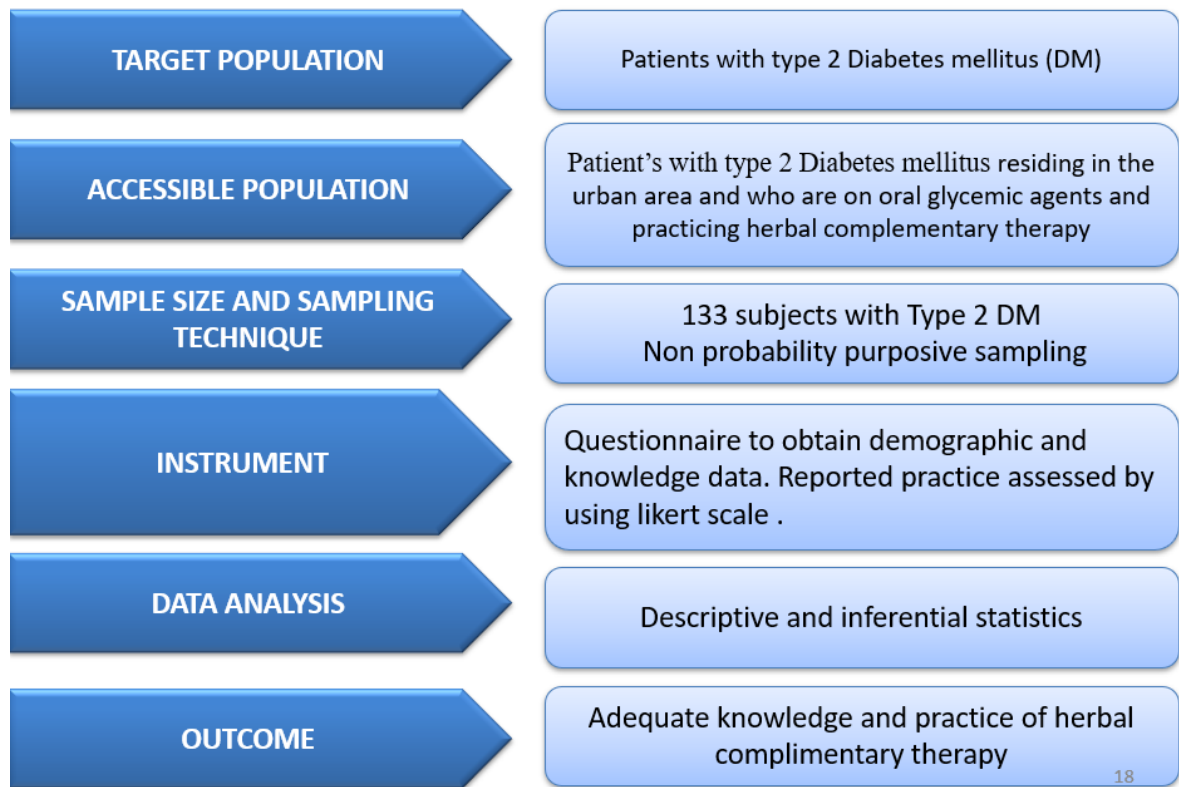 TARGET POPULATION
Patients with type 2 Diabetes mellitus (DM)
ACCESSIBLE POPULATION
Patient's with type 2 Diabetes mellitus residing in the
urban area and who are on oral glycemic agents and
practicing herbal complementary therapy
SAMPLE SIZE AND SAMPLING
TECHNIQUE
133 subjects with Type 2 DM
Non probability purposive sampling
INSTRUMENT
Questionnaire to obtain demographic and
knowledge data. Reported practice assessed by
using likert scale .
DATA ANALYSIS
Descriptive and inferential statistics
OUTCOME
Adequate knowledge and practice of herbal
complimentary therapy
18